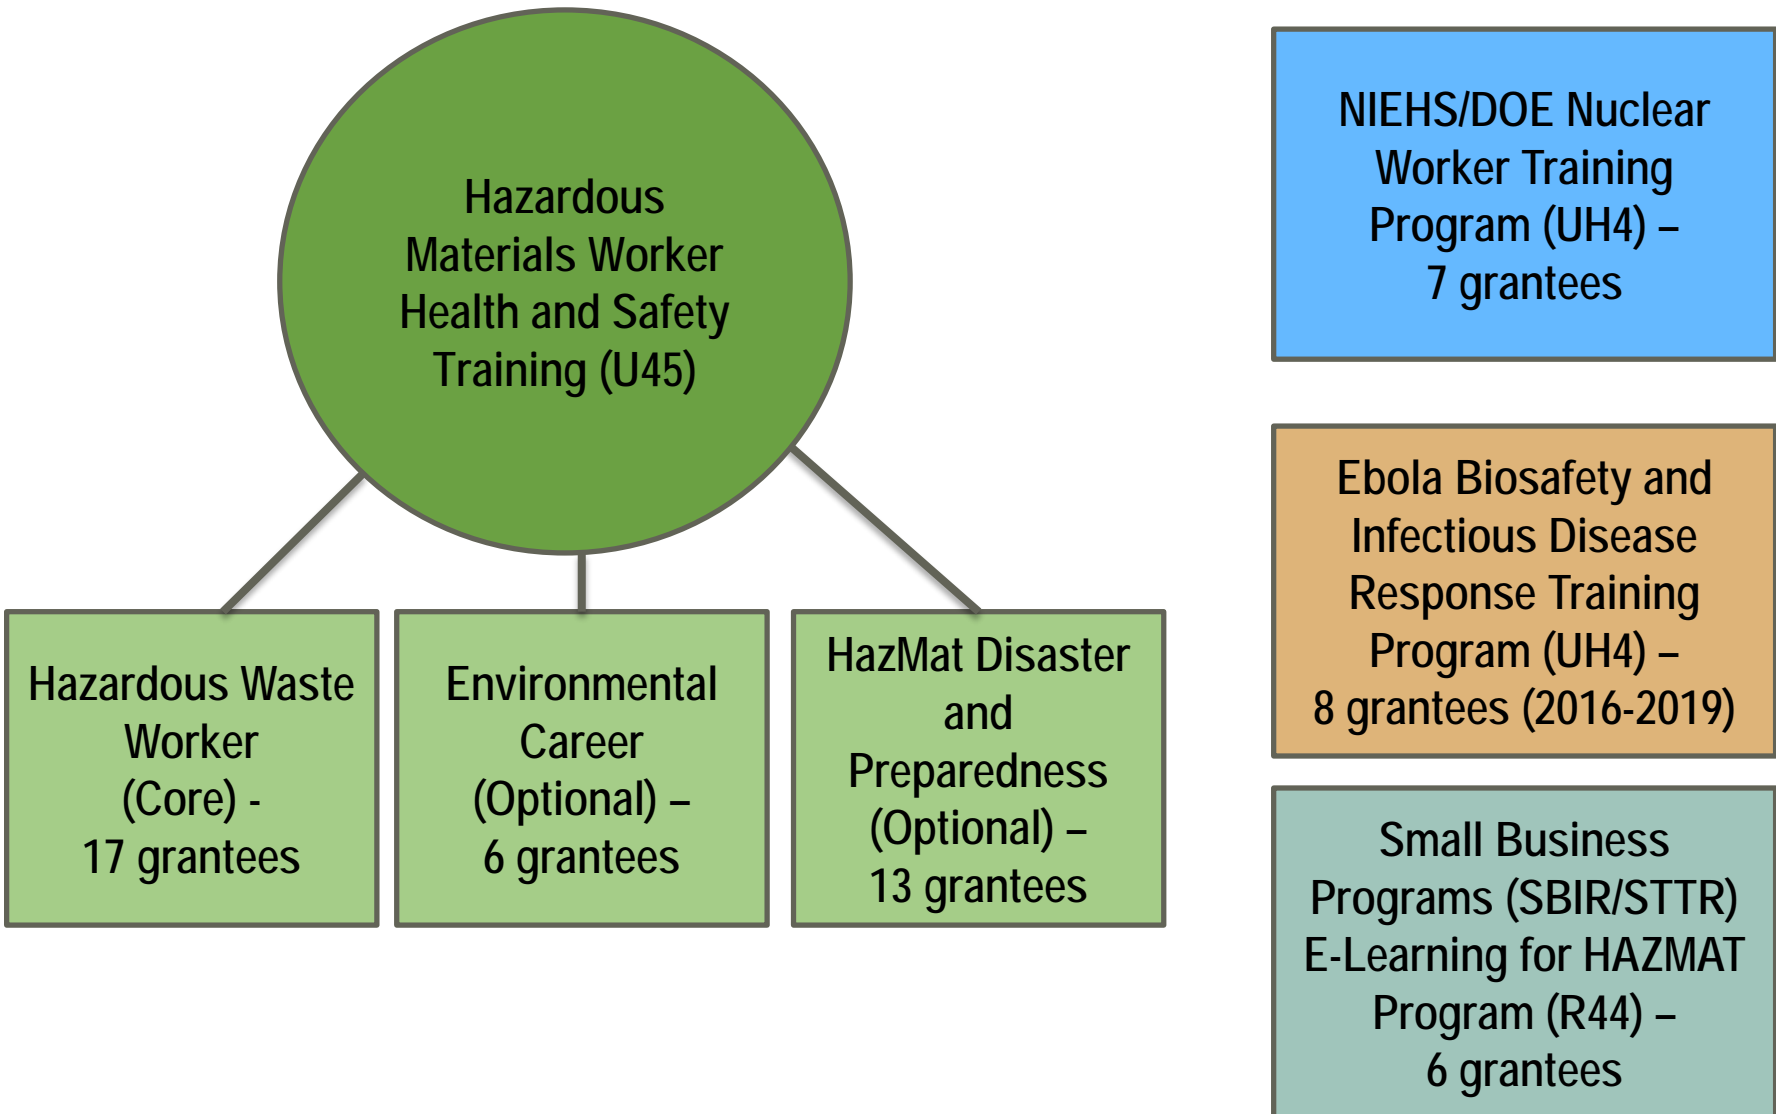 Hazardous
Materials Worker
Health and Safety
Training (U45)
Hazardous Waste
Worker
(Core) -
17 grantees
Environmental
Career
(Optional) –
6 grantees
HazMat Disaster
and
Preparedness
(Optional) –
13 grantees
NIEHS/DOE Nuclear
Worker Training
Program (UH4) –
7 grantees
Ebola Biosafety and
Infectious Disease
Response Training
Program (UH4) –
8 grantees (2016-2019)
Small Business
Programs (SBIR/STTR)
E-Learning for HAZMAT
Program (R44) –
6 grantees